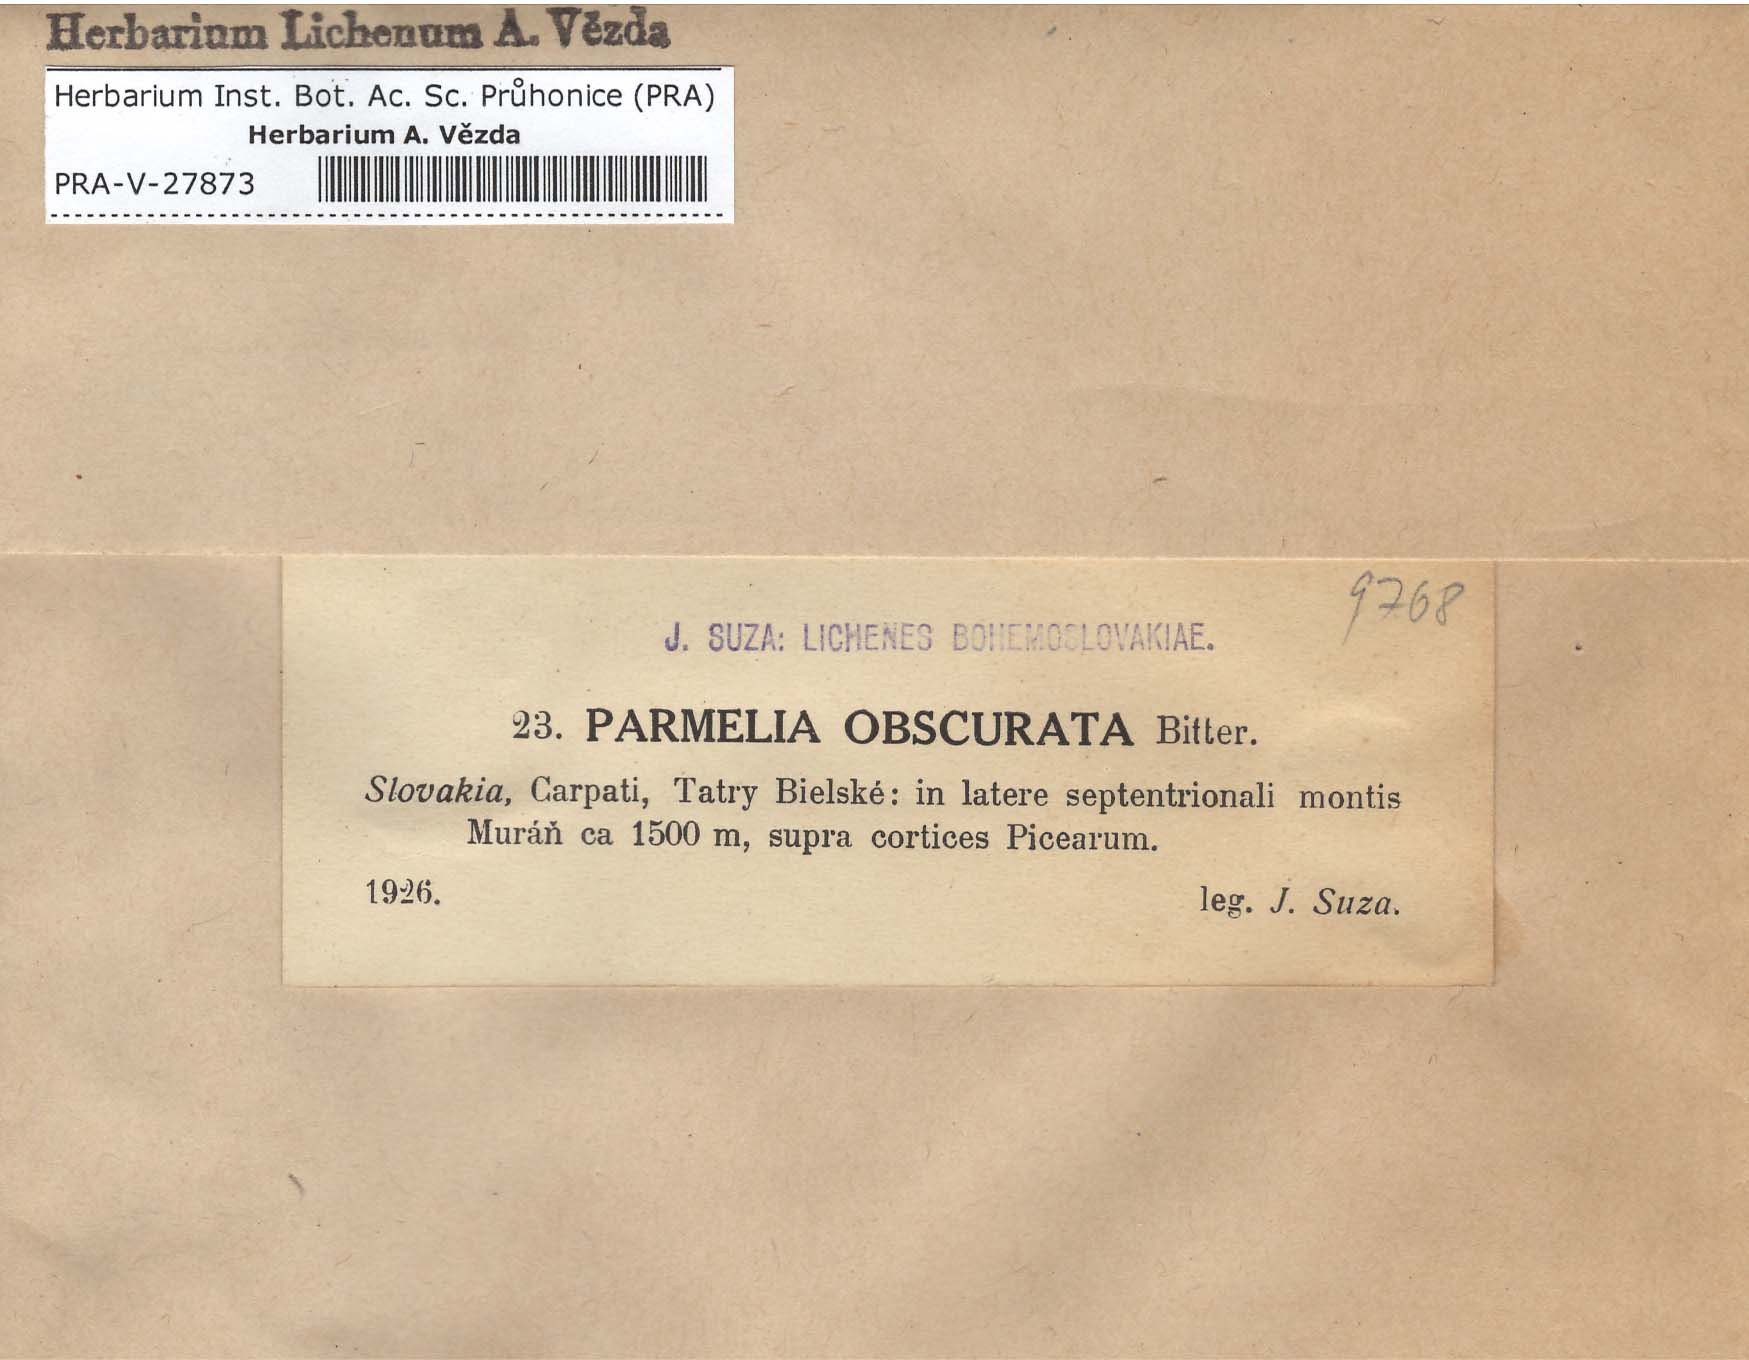 Herbarium Lichenum A. Vězda
Herbarium Inst. Bot. Ac. Sc. Průhonice (PRA)
Herbarium A. Vězda
PRA-V-27873
9768
J. SUZA: LICHENES BOHEMOSLOVAKIAE.
23. PARMELIA OBSCURATA Bitter.
Slovakia, Carpati, Tatry Bielské: in latere septentrionali montis
Muráň ca 1500 m, supra cortices Picearum.
1926. leg. J. Suza.